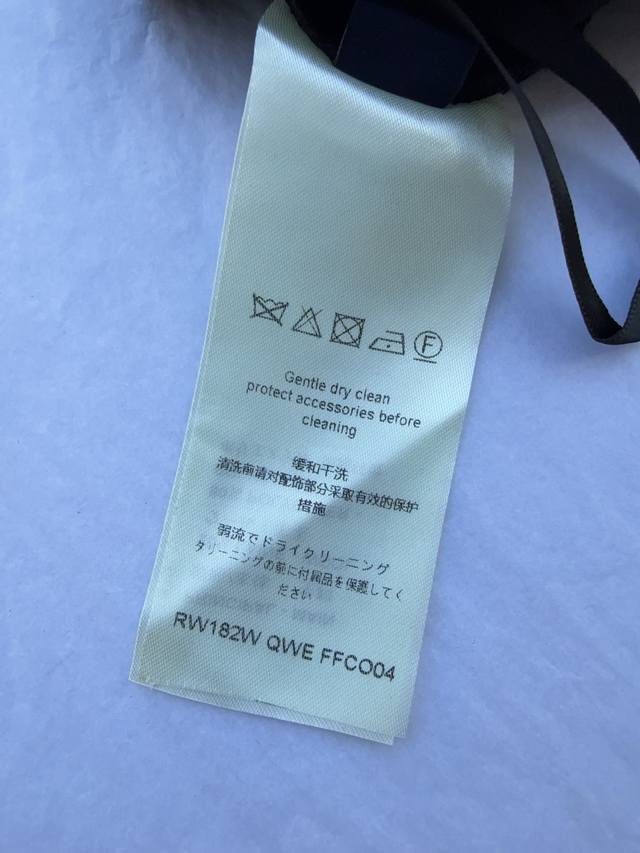 F
Gentle dry clean
protect accessories before
cleaning
缓和干洗
清洗前请对配饰部分采取有效的保护
措施
弱流でドライクリーニング
タリーニングの前に付属品を保護してく
ださい
RW182W QWE FFCO04